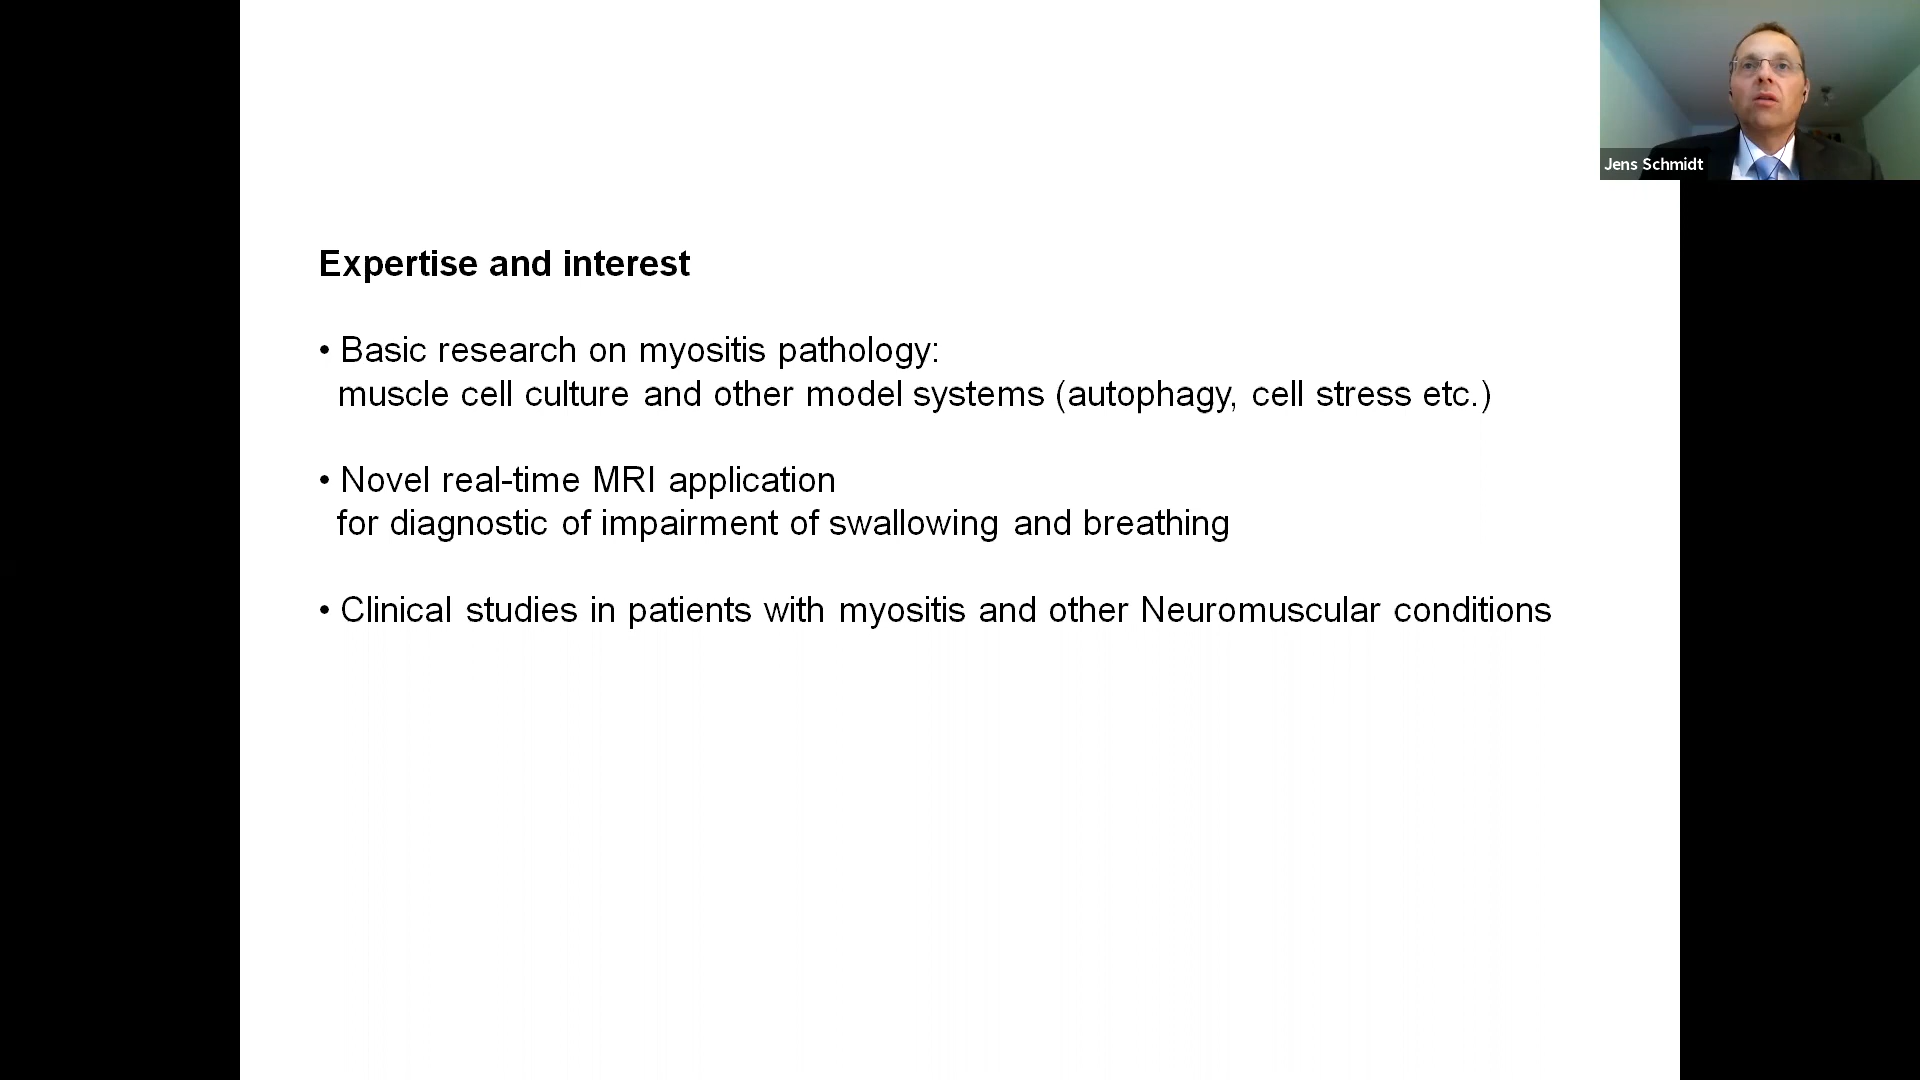 Expertise and interest
• Basic research on myositis pathology:
muscle cell culture and other model systems (autophagy, cell stress etc.)
• Novel real-time MRI application
for diagnostic of impairment of swallowing and breathing
• Clinical studies in patients with myositis and other Neuromuscular conditions
Jens Schmidt